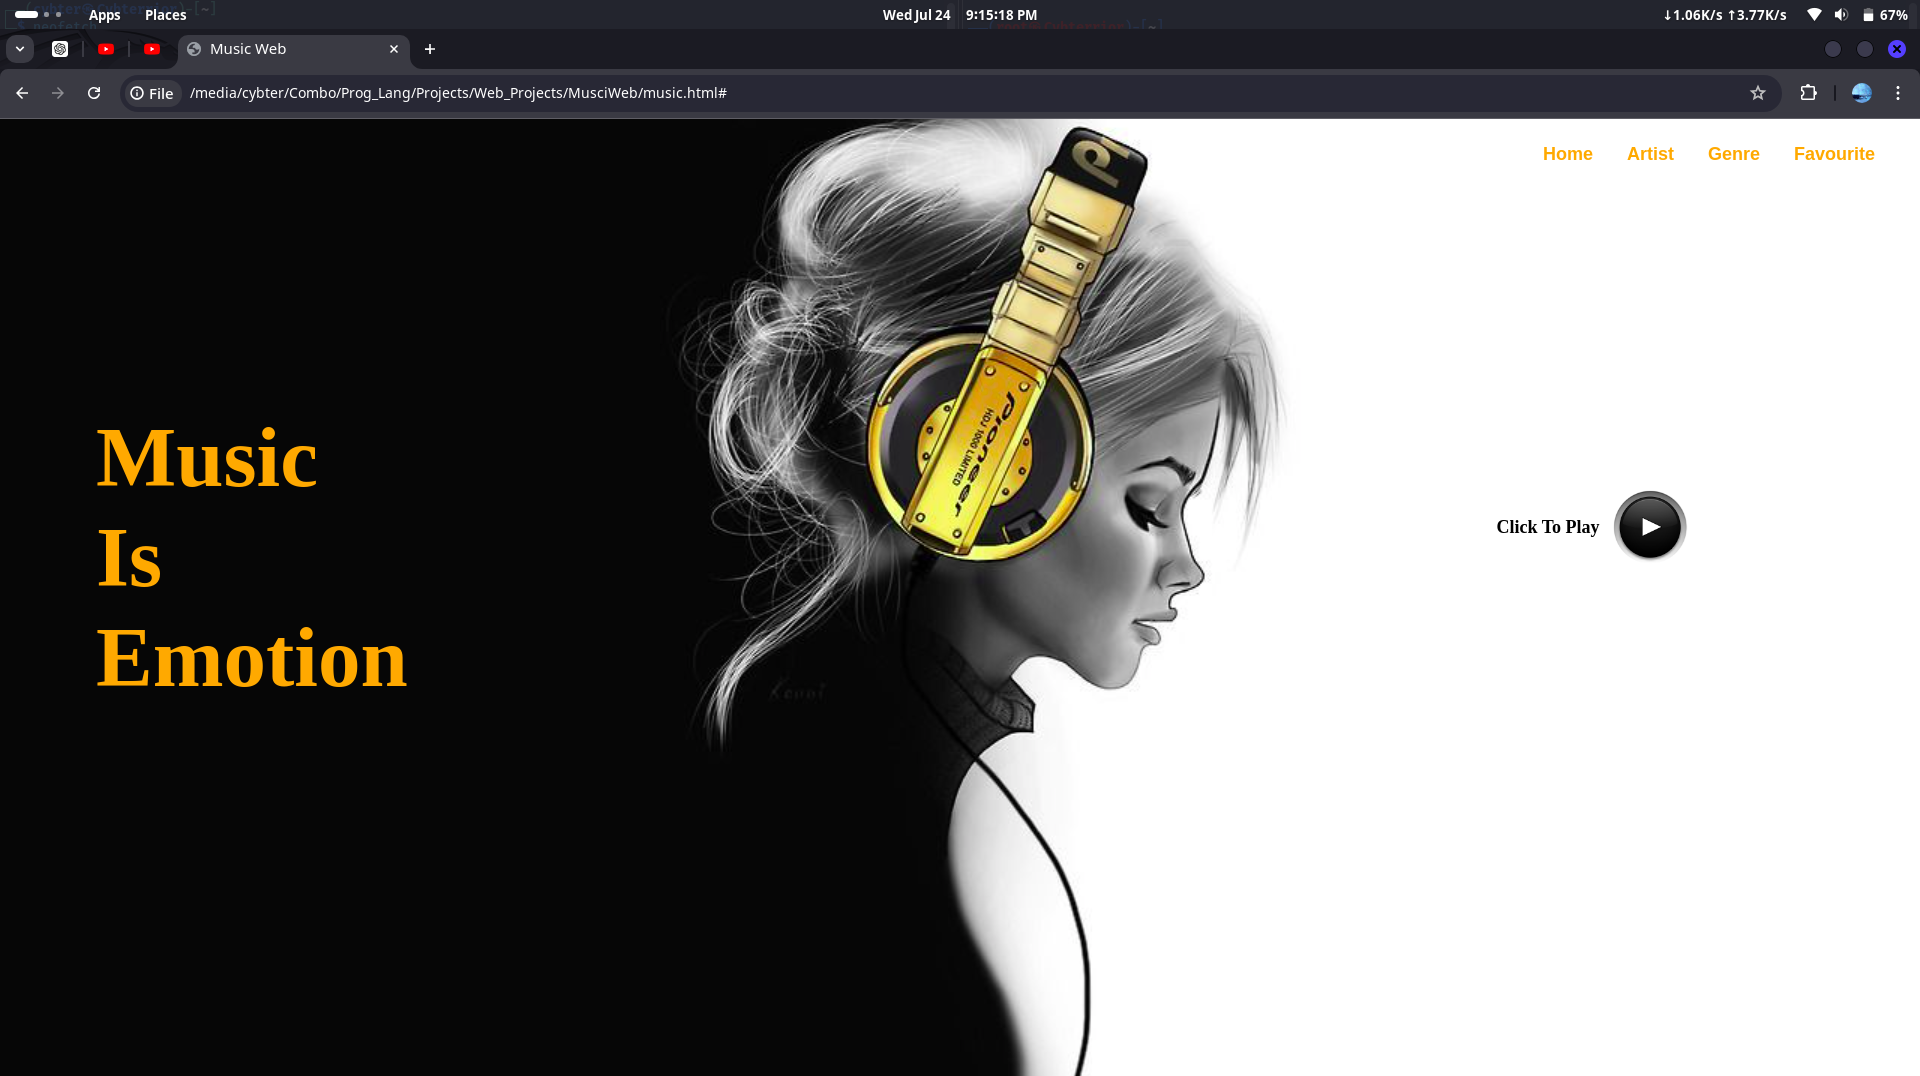 Apps Places Wed Jul 24 9:15:18 PM ↓1.06K/s ↑3.77K/s 67%
Music Web
File /media/cybter/Combo/Prog_Lang/Projects/Web_Projects/MusciWeb/music.html#
Home Artist Genre Favourite
Pioneer
HDJ 1000 LIMITED
Music
Is
Emotion
Click To Play